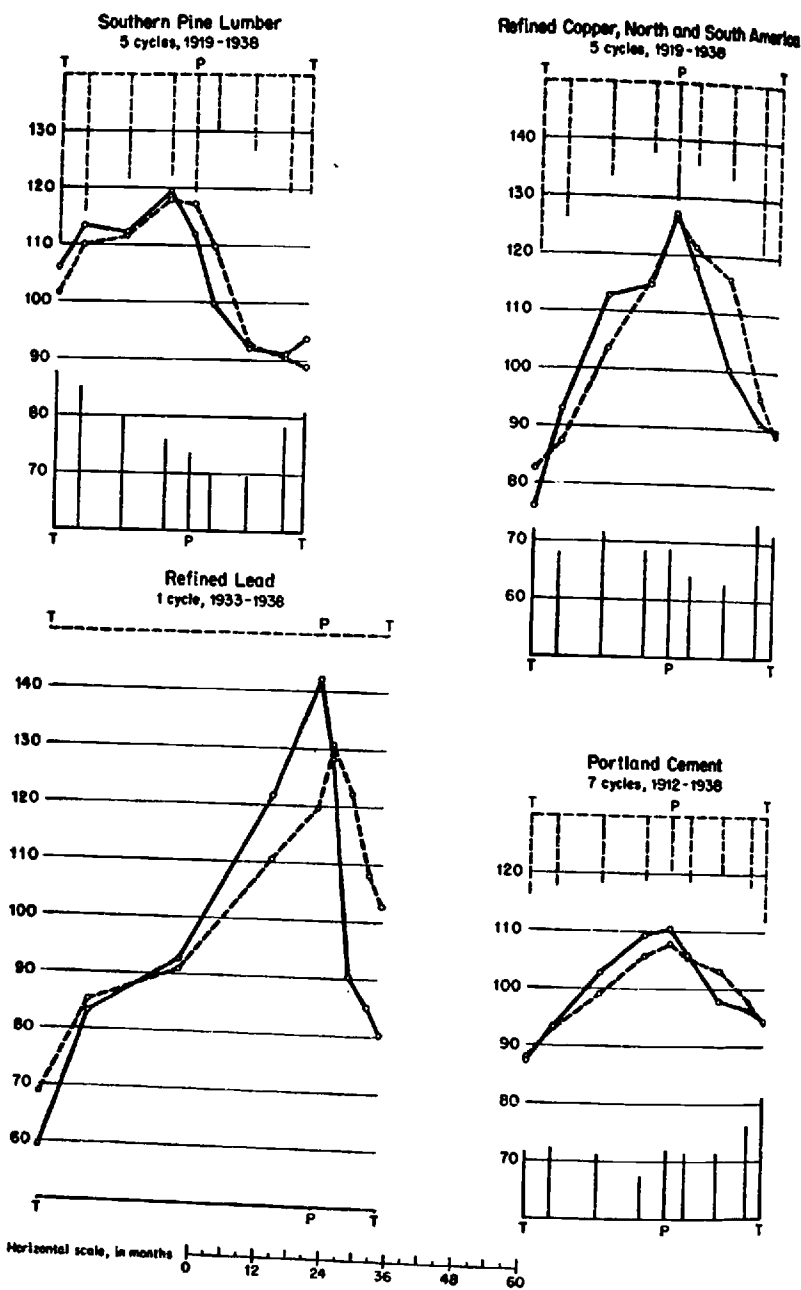 Southern Pine Lumber
5 cycles, 1919-1938
T P T
130
120
110
100
90
80
70
T P T
Refined Copper, North and South America
5 cycles, 1919-1938
T P T
140
130
120
110
100
90
80
70
60
T P T
Refined Lead
1 cycle, 1933-1938
T P T
140
130
120
110
100
90
80
70
60
T P T
Portland Cement
7 cycles, 1912-1938
T P T
120
110
100
90
80
70
T P T
Horizontal scale, in months
0 12 24 36 48 60